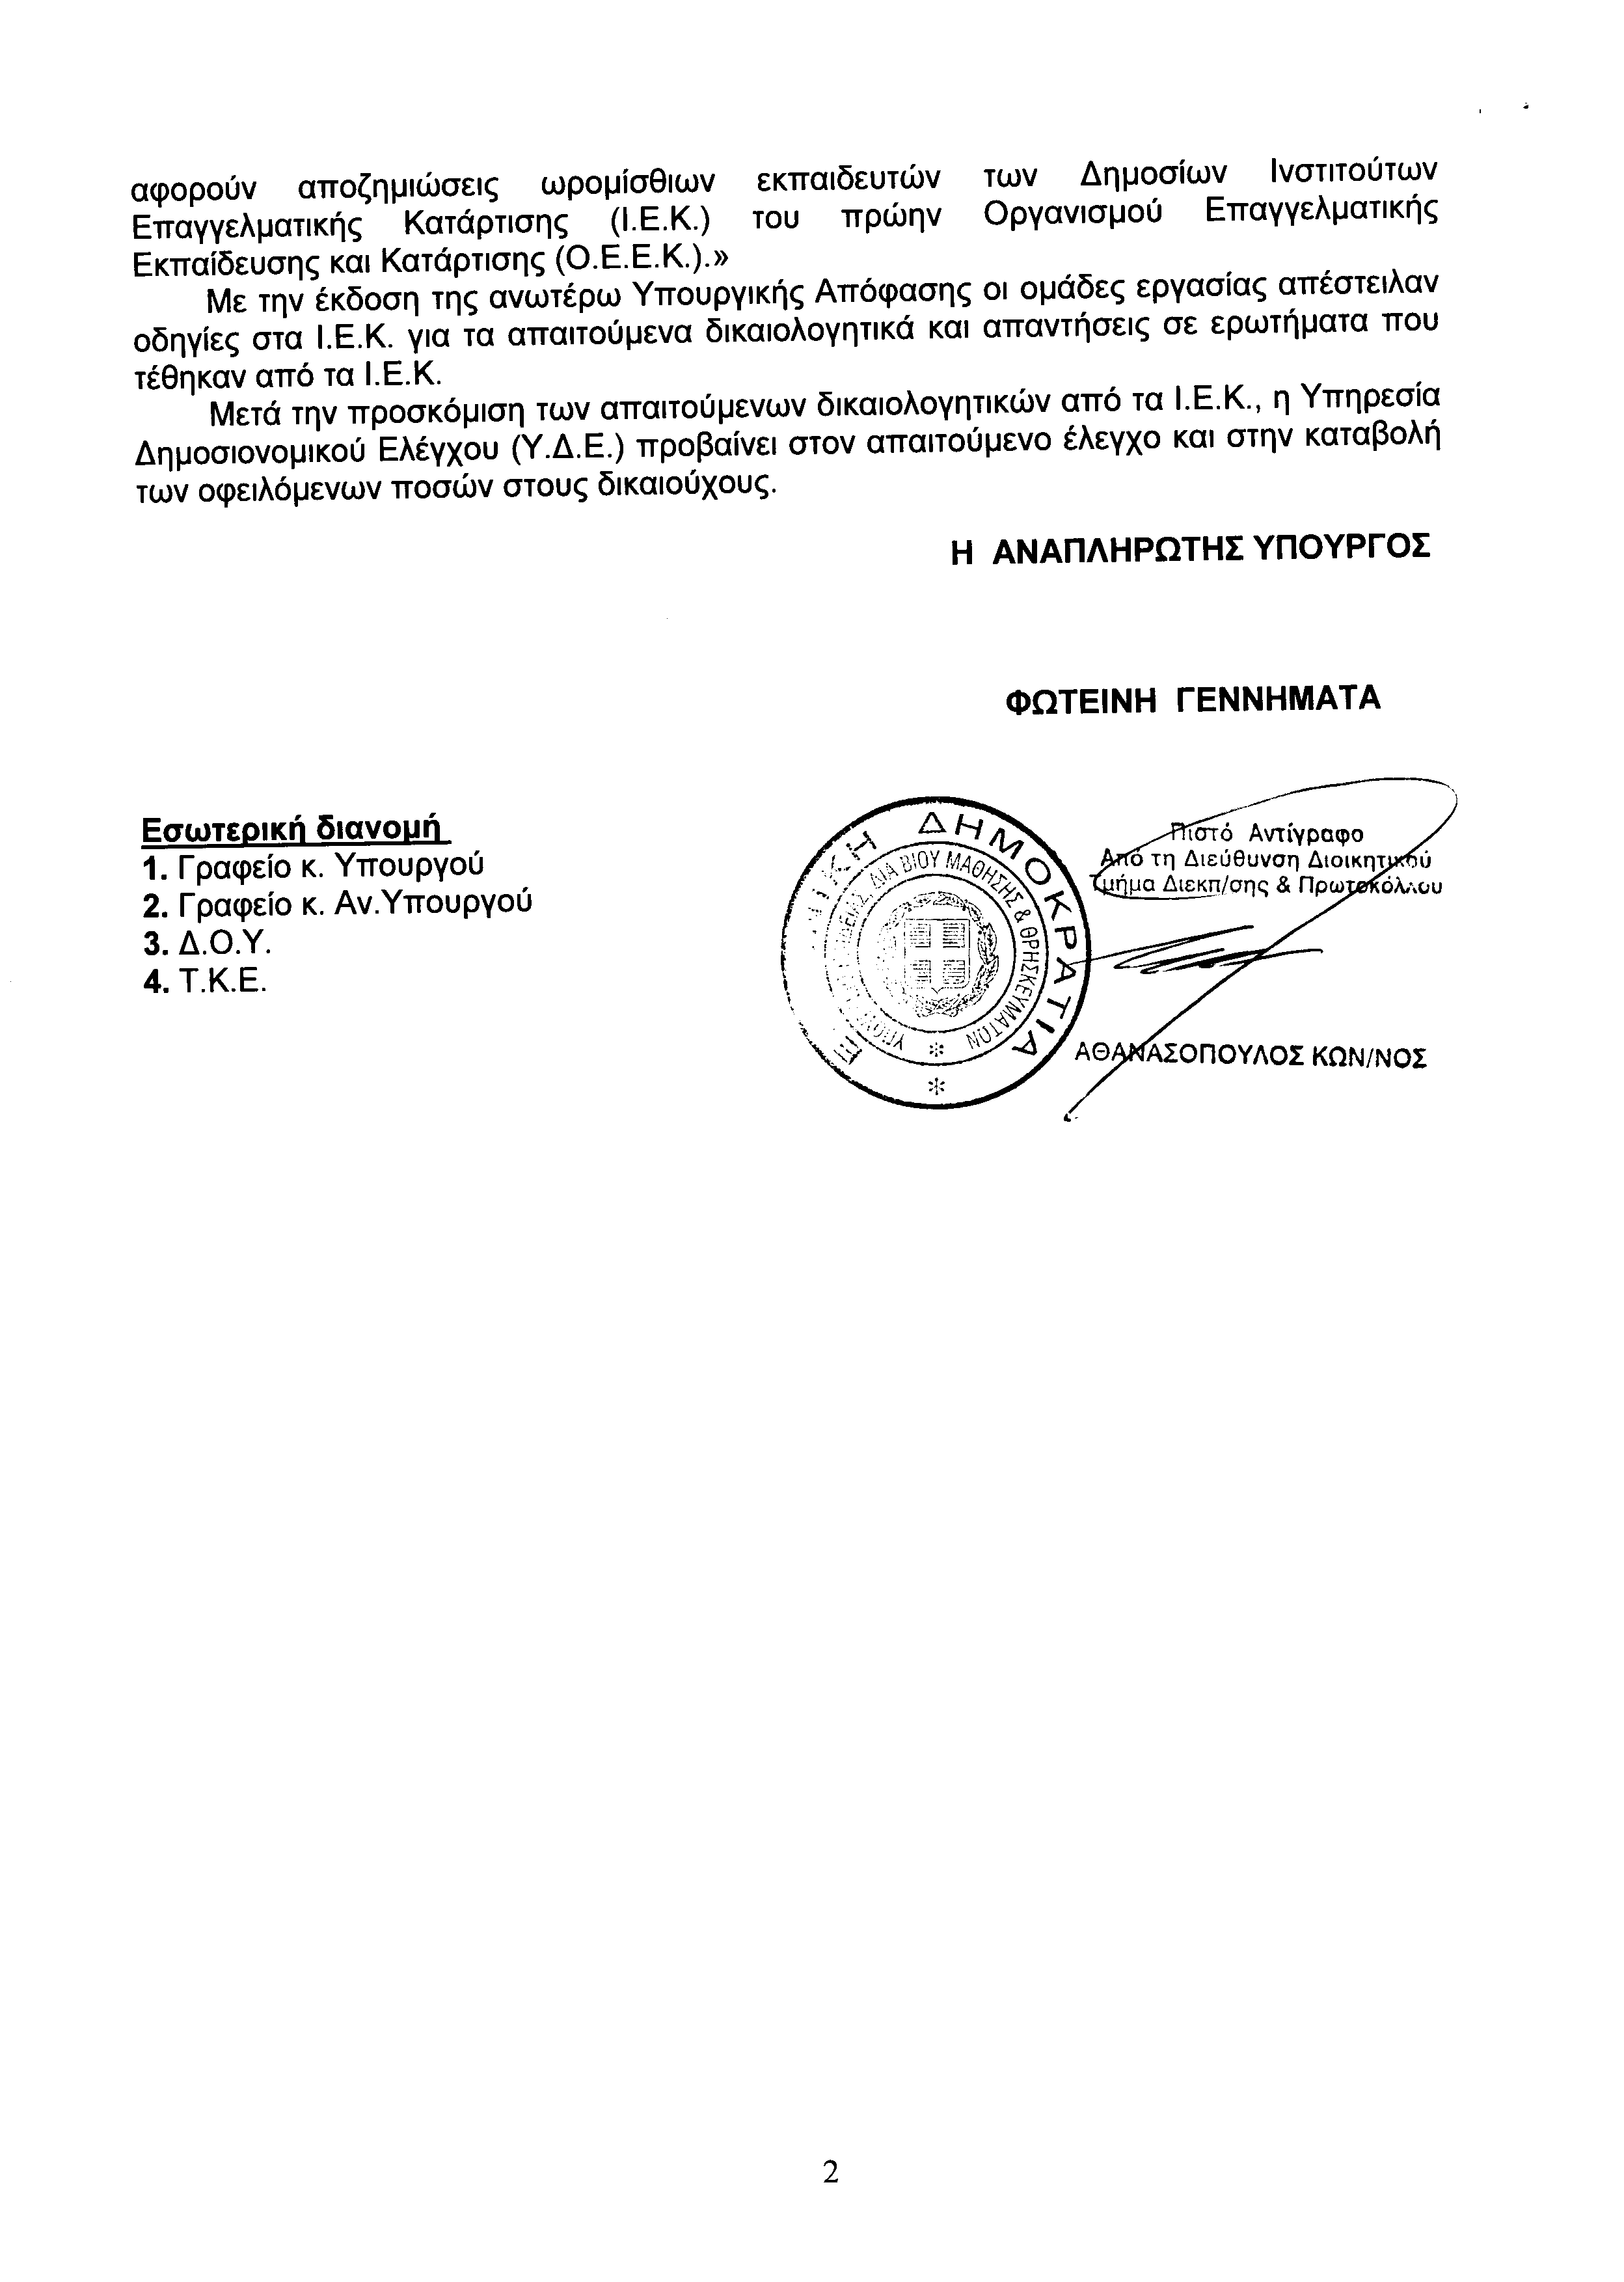 αφορούν αποζημιώσεις ωρομίσθιων εκπαιδευτών των Δημοσίων Ινστιτούτων
Επαγγελματικής Κατάρτισης (Ι.Ε.Κ.) του πρώην Οργανισμού Επαγγελματικής
Εκπαίδευσης και Κατάρτισης (Ο.Ε.Ε.Κ.).»
Με την έκδοση της ανωτέρω Υπουργικής Απόφασης οι ομάδες εργασίας απέστειλαν
οδηγίες στα Ι.Ε.Κ. για τα απαιτούμενα δικαιολογητικά και απαντήσεις σε ερωτήματα που
τέθηκαν από τα Ι.Ε.Κ.
Μετά την προσκόμιση των απαιτούμενων δικαιολογητικών από τα Ι.Ε.Κ., η Υπηρεσία
Δημοσιονομικού Ελέγχου (Υ.Δ.Ε.) προβαίνει στον απαιτούμενο έλεγχο και στην καταβολή
των οφειλόμενων ποσών στους δικαιούχους.
Η ΑΝΑΠΛΗΡΩΤΗΣ ΥΠΟΥΡΓΟΣ
ΦΩΤΕΙΝΗ ΓΕΝΝΗΜΑΤΑ
Εσωτερική διανομή
1. Γραφείο κ. Υπουργού
2. Γραφείο κ. Αν.Υπουργού
3. Δ.Ο.Υ.
4. Τ.Κ.Ε.
ΔΗΜΟΚΡΑΤΙΑ
ΔΙΑ ΒΙΟΥ ΜΑΘΗΣΗΣ & ΘΡΗΣΚΕΥΜΑΤΩΝ
Πιστό Αντίγραφο
Από τη Διεύθυνση Διοικητικού
Τμήμα Διεκπ/σης & Πρωτοκόλλου
ΑΘΑΝΑΣΟΠΟΥΛΟΣ ΚΩΝ/ΝΟΣ
2